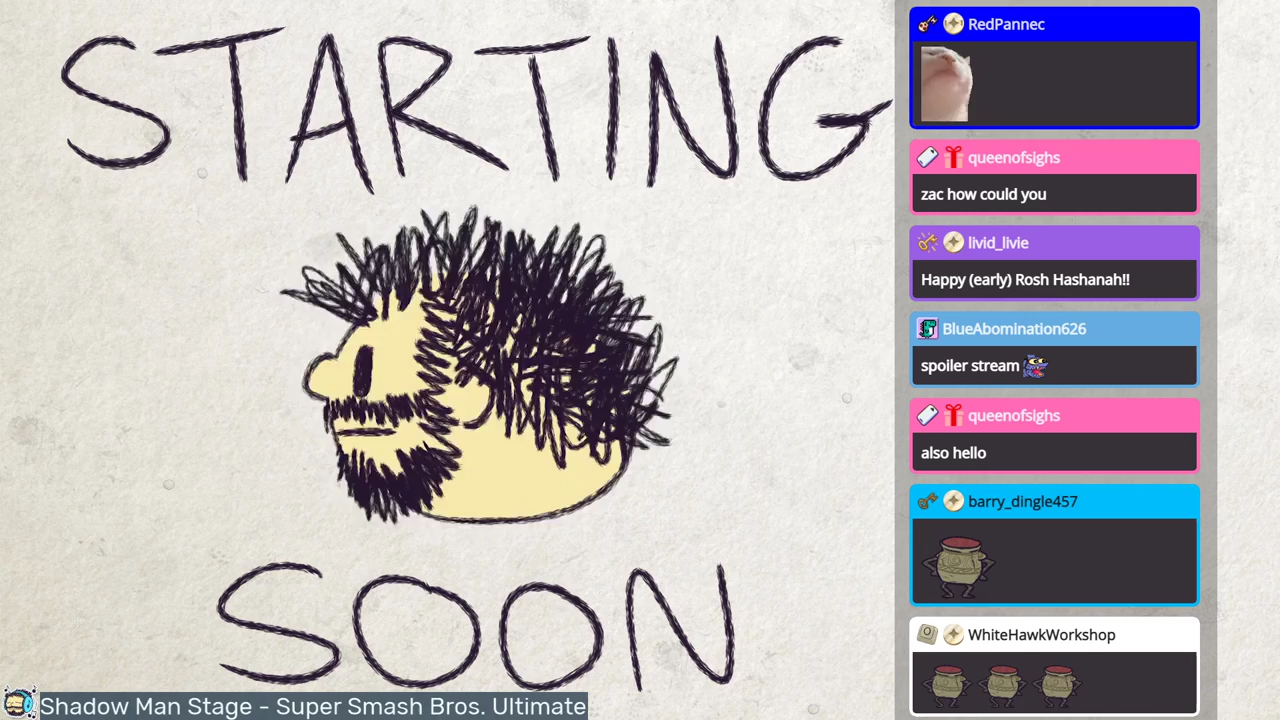 STARTING
SOON
RedPannec
queenofsighs
zac how could you
livid_livie
Happy (early) Rosh Hashanah!!
BlueAbomination626
spoiler stream
queenofsighs
also hello
barry_dingle457
WhiteHawkWorkshop
Shadow Man Stage - Super Smash Bros. Ultimate